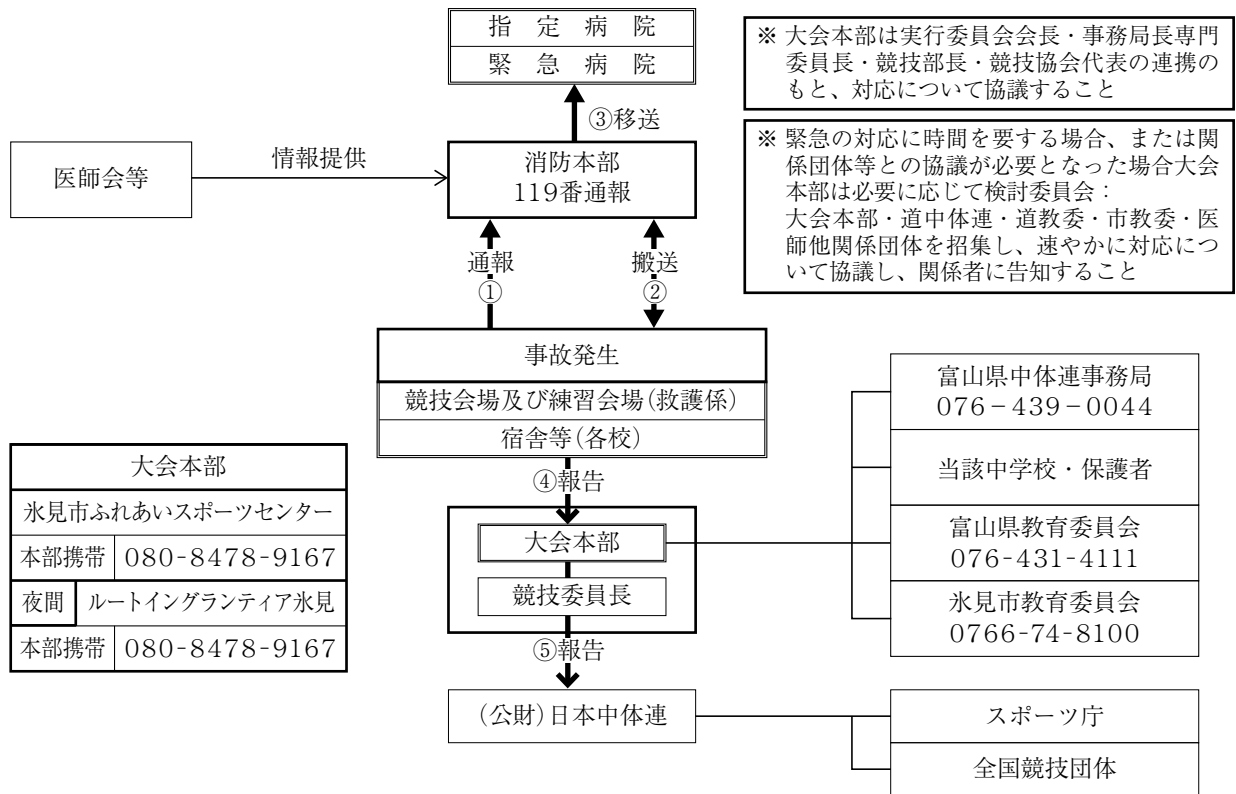 指定病院
緊急病院
③移送
※ 大会本部は実行委員会会長・事務局長専門
委員長・競技部長・競技協会代表の連携の
もと、対応について協議すること
※ 緊急の対応に時間を要する場合、または関
係団体等との協議が必要となった場合大会
本部は必要に応じて検討委員会：
大会本部・道中体連・道教委・市教委・医
師他関係団体を招集し、速やかに対応につ
いて協議し、関係者に告知すること
医師会等
情報提供
消防本部
119番通報
通報
①
搬送
②
事故発生
競技会場及び練習会場(救護係)
宿舎等(各校)
④報告
大会本部
競技委員長
⑤報告
(公財)日本中体連
富山県中体連事務局
076－439－0044
当該中学校・保護者
富山県教育委員会
076-431-4111
氷見市教育委員会
0766-74-8100
スポーツ庁
全国競技団体
大会本部
氷見市ふれあいスポーツセンター
本部携帯 080-8478-9167
夜間 ルートイングランティア氷見
本部携帯 080-8478-9167